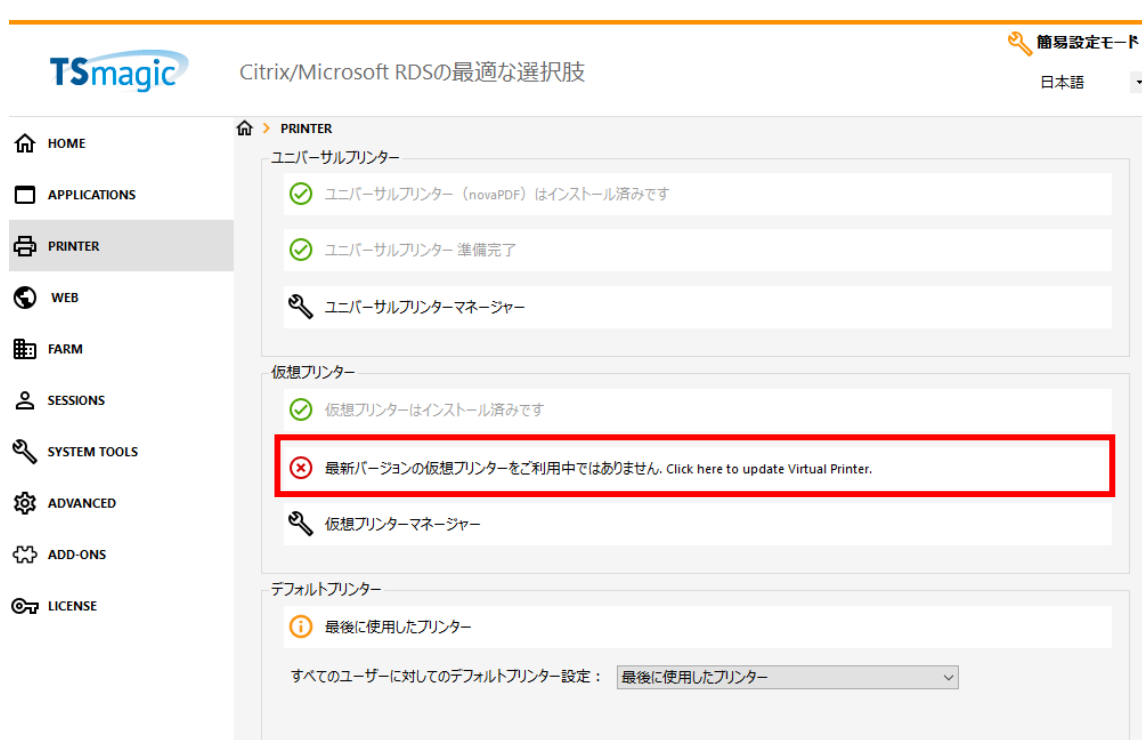 簡易設定モード
TSmagic
Citrix/Microsoft RDSの最適な選択肢
日本語
HOME
APPLICATIONS
PRINTER
WEB
FARM
SESSIONS
SYSTEM TOOLS
ADVANCED
ADD-ONS
LICENSE
> PRINTER
ユニバーサルプリンター
ユニバーサルプリンター（novaPDF）はインストール済みです
ユニバーサルプリンター 準備完了
ユニバーサルプリンターマネージャー
仮想プリンター
仮想プリンターはインストール済みです
最新バージョンの仮想プリンターをご利用中ではありません. Click here to update Virtual Printer.
仮想プリンターマネージャー
デフォルトプリンター
最後に使用したプリンター
すべてのユーザーに対してのデフォルトプリンター設定： 最後に使用したプリンター